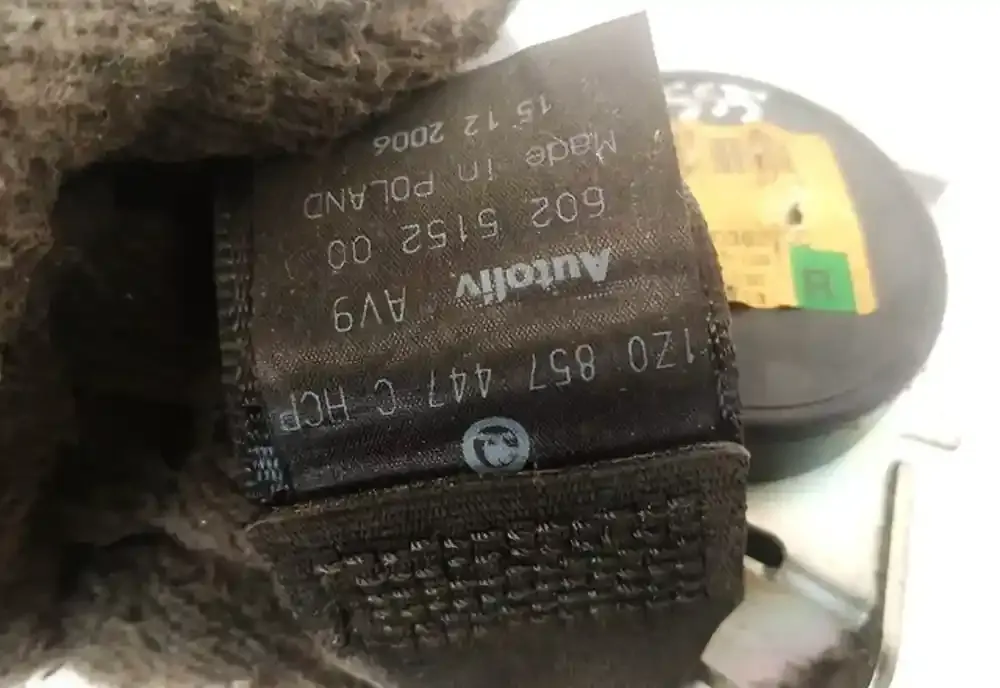 1Z0 857 447 C HCP
Autoliv AV9
602 5152 00
Made in POLAND
15 12 2006
R